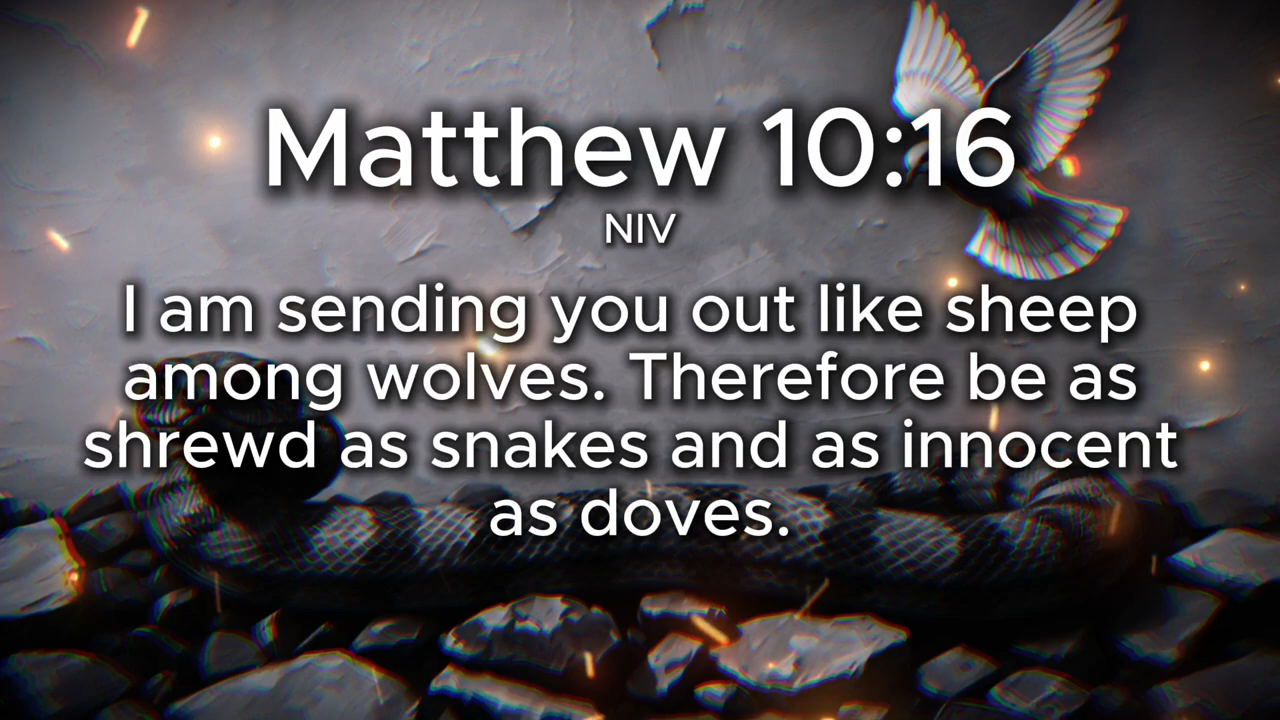 Matthew 10:16
NIV
I am sending you out like sheep
among wolves. Therefore be as
shrewd as snakes and as innocent
as doves.